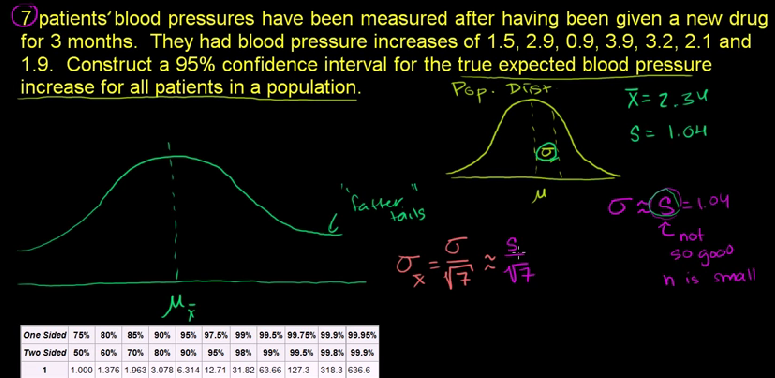 7 patients' blood pressures have been measured after having been given a new drug
for 3 months. They had blood pressure increases of 1.5, 2.9, 0.9, 3.9, 3.2, 2.1 and
1.9. Construct a 95% confidence interval for the true expected blood pressure
increase for all patients in a population.
Pop. Dist
x̄ = 2.34
S = 1.04
σ
μ
"fatter"
tails
σ ≈ S = 1.04
not
so good
n is small
σx̄ = σ/√7 ≈ S/√7
μx̄
One Sided 75% 80% 85% 90% 95% 97.5% 99% 99.5% 99.75% 99.9% 99.95%
Two Sided 50% 60% 70% 80% 90% 95% 98% 99% 99.5% 99.8% 99.9%
1 1.000 1.376 1.963 3.078 6.314 12.71 31.82 63.66 127.3 318.3 636.6